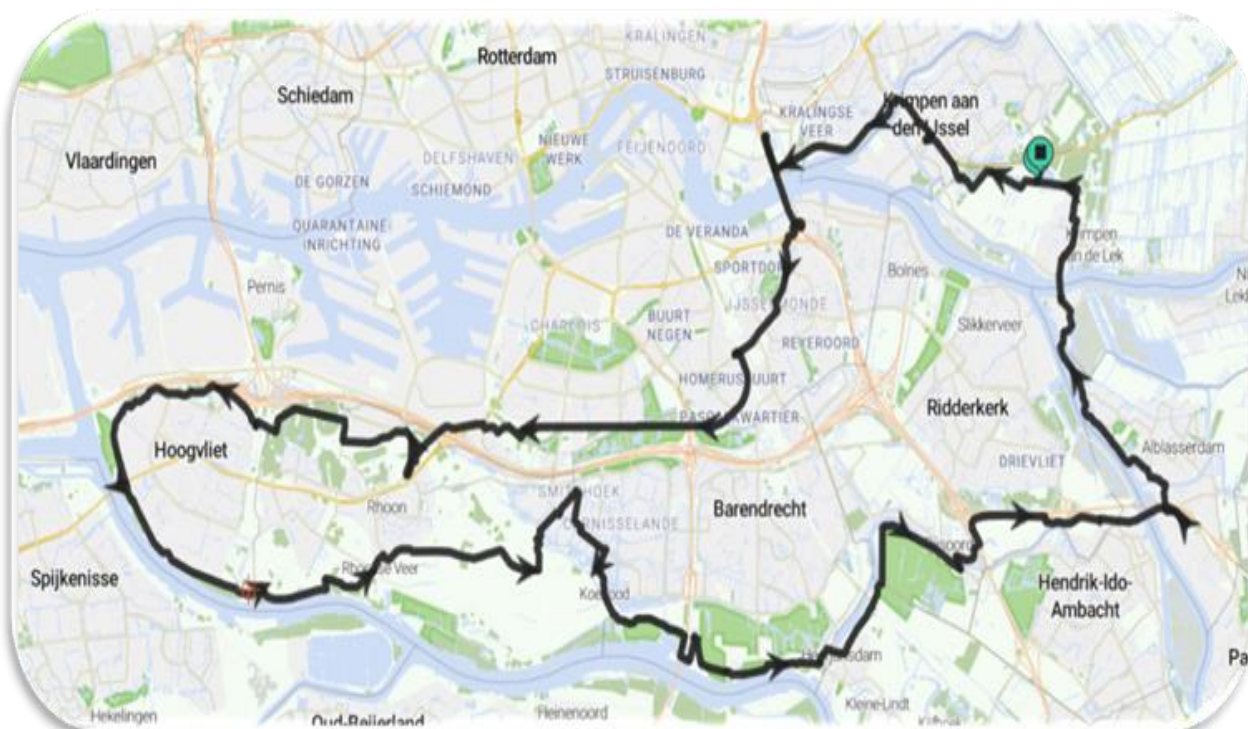 KRALINGEN
Rotterdam
STRUISENBURG
Schiedam
KRALINGSE
VEER
Krimpen aan
den IJssel
NIEUWE
WERK
FEIJENOORD
Vlaardingen
DELFSHAVEN
DE GORZEN
SCHIEMOND
QUARANTAINE-
INRICHTING
DE VERANDA
Krimpen
aan de Lek
SPORTDORP
Bolnes
Pernis
IJSSELMONDE
CHARLOIS
BUURT
NEGEN
Slikkerveer
REYEROORD
HOMERUSBUURT
Ridderkerk
Hoogvliet
Alblasserdam
DRIEVLIET
SMITSHOEK
Rhoon
CARNISSELANDE
Barendrecht
Rhoonse Veer
Spijkenisse
Koedood
Hendrik-Ido-
Ambacht
Heerjansdam
Pa
Kleine-Lindt
Hekelingen
Oud-Beijerland
Heinenoord